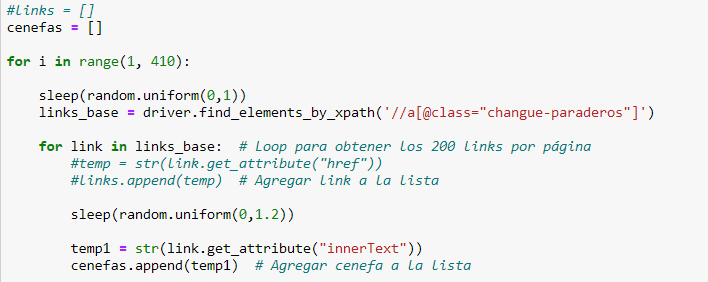 #links = []
cenefas = []
for i in range(1, 410):
sleep(random.uniform(0,1))
links_base = driver.find_elements_by_xpath('//a[@class="changue-paraderos"]')
for link in links_base:  # Loop para obtener los 200 links por página
#temp = str(link.get_attribute("href"))
#links.append(temp)  # Agregar link a la lista
sleep(random.uniform(0,1.2))
temp1 = str(link.get_attribute("innerText"))
cenefas.append(temp1)  # Agregar cenefa a la lista